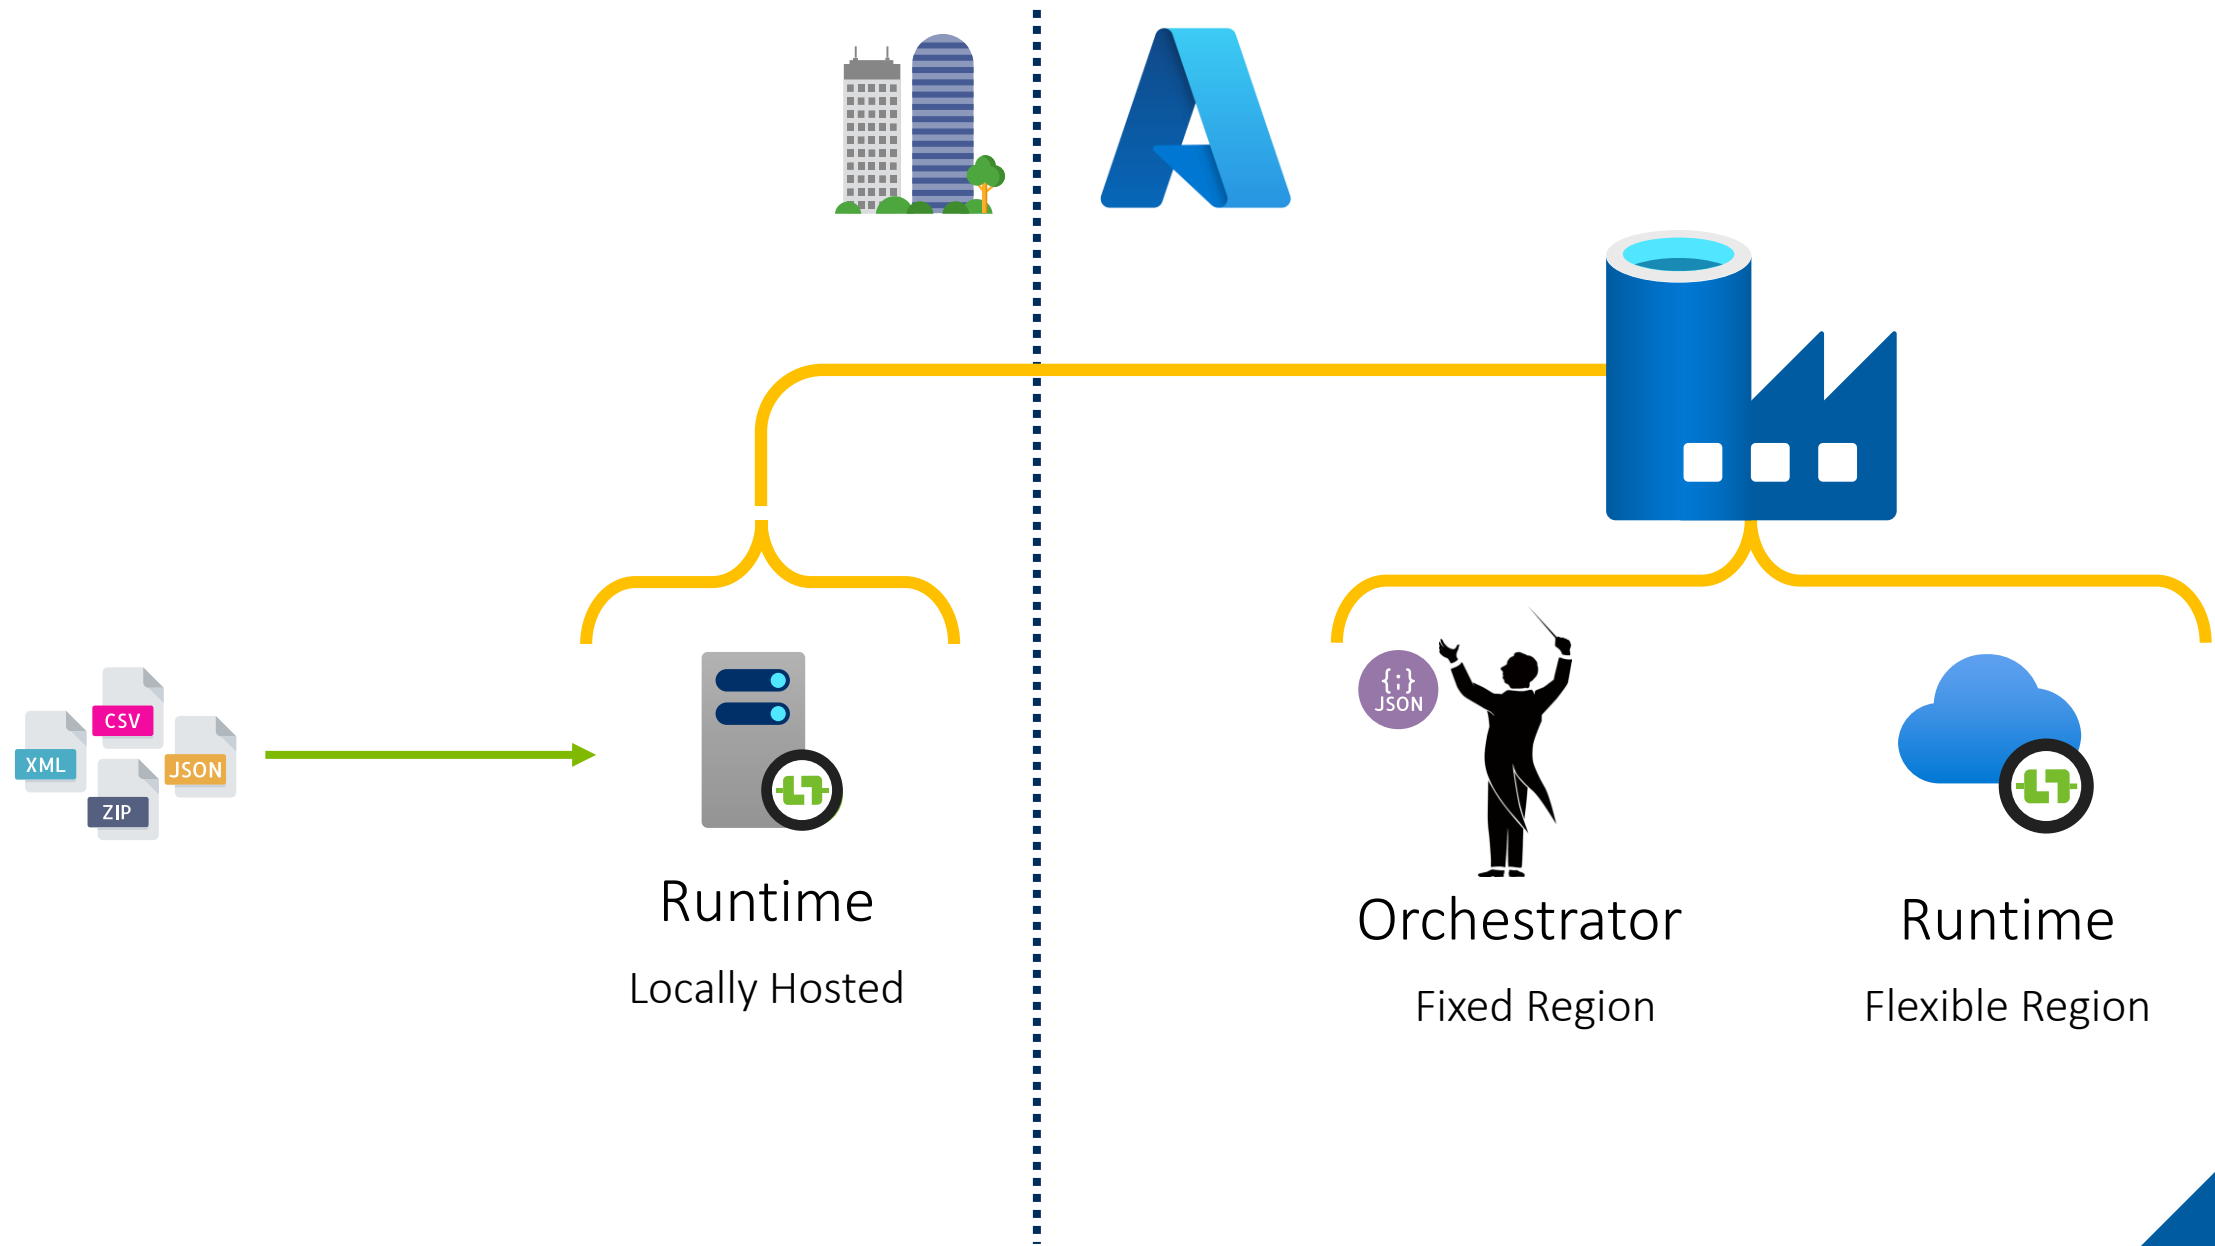 CSV
XML
JSON
ZIP
Runtime
Locally Hosted
{;}
JSON
Orchestrator
Fixed Region
Runtime
Flexible Region